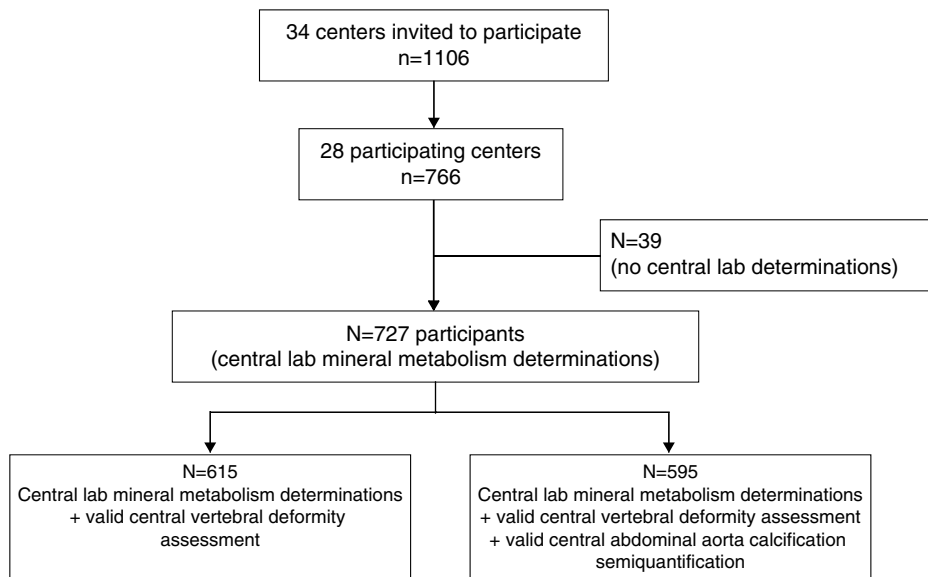 34 centers invited to participate
n=1106
28 participating centers
n=766
N=39
(no central lab determinations)
N=727 participants
(central lab mineral metabolism determinations)
N=615
Central lab mineral metabolism determinations
+ valid central vertebral deformity
assessment
N=595
Central lab mineral metabolism determinations
+ valid central vertebral deformity assessment
+ valid central abdominal aorta calcification
semiquantification